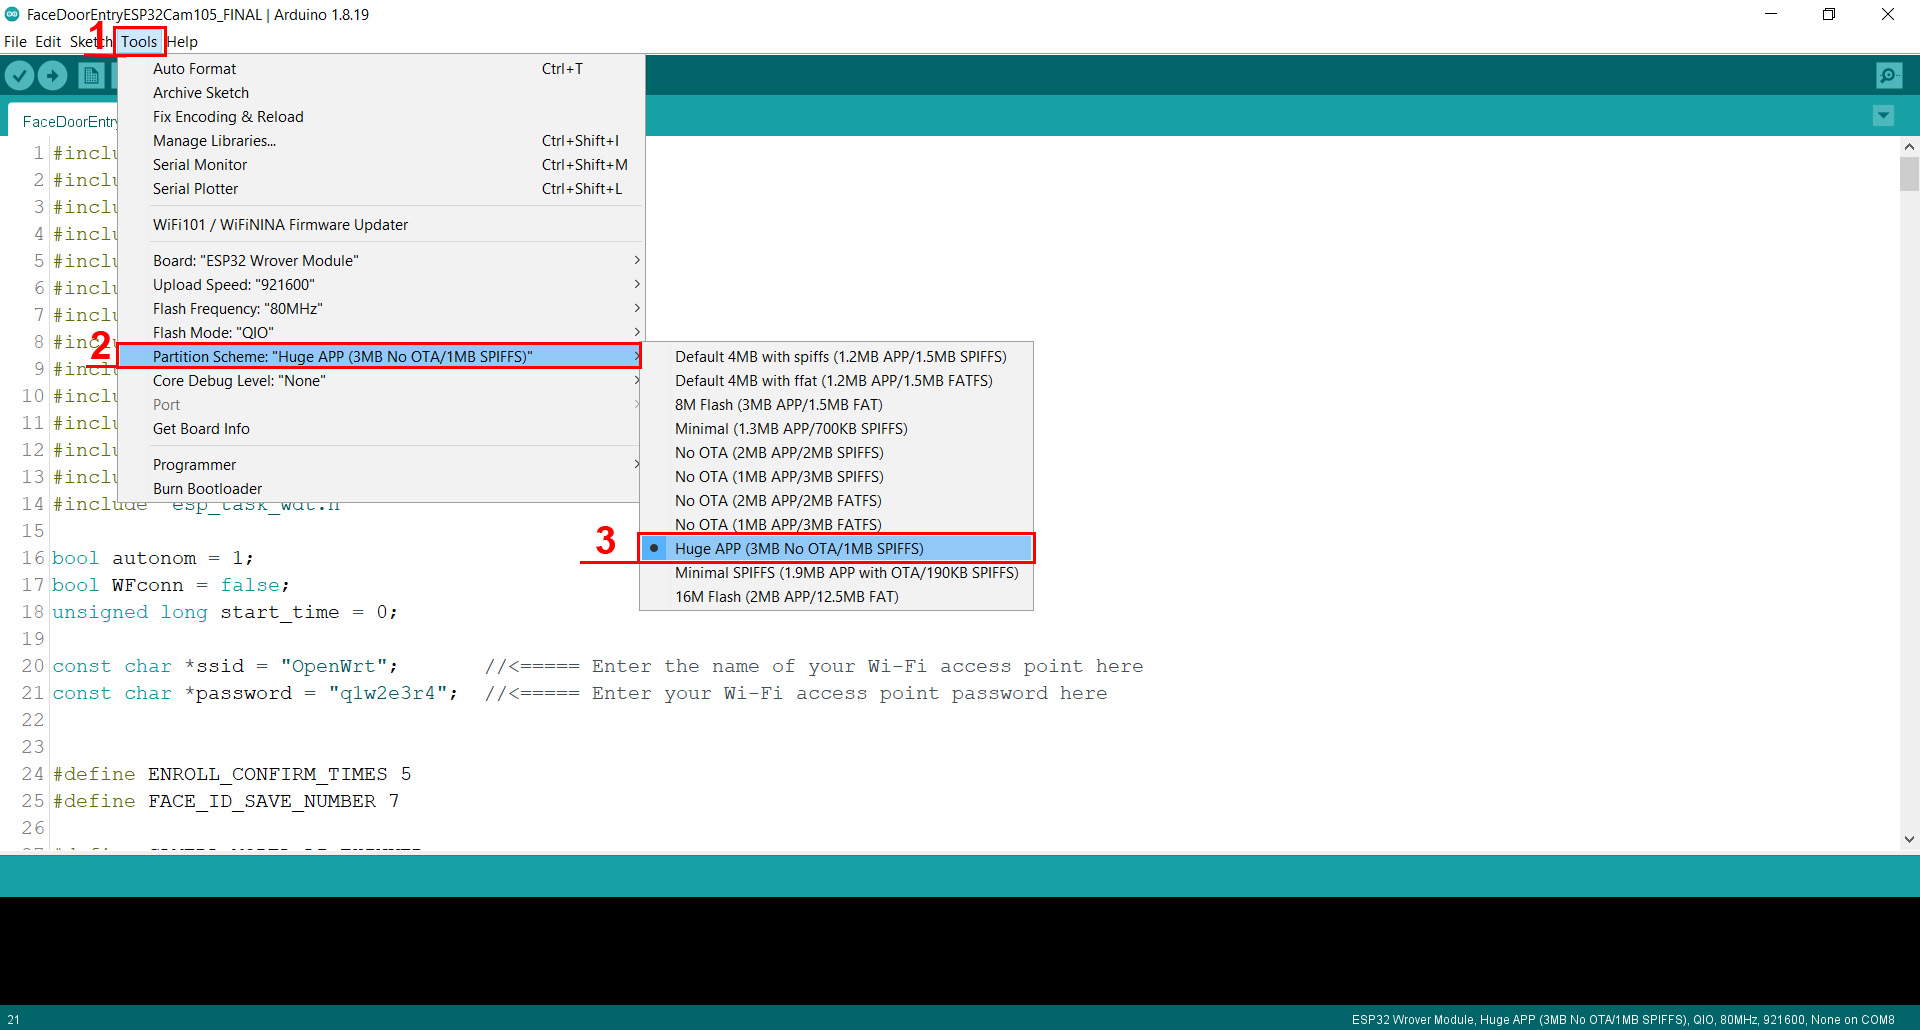 FaceDoorEntryESP32Cam105_FINAL | Arduino 1.8.19
File Edit Sketch Tools Help
1
Auto Format Ctrl+T
Archive Sketch
Fix Encoding & Reload
Manage Libraries... Ctrl+Shift+I
Serial Monitor Ctrl+Shift+M
Serial Plotter Ctrl+Shift+L
WiFi101 / WiFiNINA Firmware Updater
Board: "ESP32 Wrover Module"
Upload Speed: "921600"
Flash Frequency: "80MHz"
Flash Mode: "QIO"
2
Partition Scheme: "Huge APP (3MB No OTA/1MB SPIFFS)"
Core Debug Level: "None"
Port
Get Board Info
Programmer
Burn Bootloader
Default 4MB with spiffs (1.2MB APP/1.5MB SPIFFS)
Default 4MB with ffat (1.2MB APP/1.5MB FATFS)
8M Flash (3MB APP/1.5MB FAT)
Minimal (1.3MB APP/700KB SPIFFS)
No OTA (2MB APP/2MB SPIFFS)
No OTA (1MB APP/3MB SPIFFS)
No OTA (2MB APP/2MB FATFS)
No OTA (1MB APP/3MB FATFS)
3
Huge APP (3MB No OTA/1MB SPIFFS)
Minimal SPIFFS (1.9MB APP with OTA/190KB SPIFFS)
16M Flash (2MB APP/12.5MB FAT)
FaceDoorEntry
1 #inclu
2 #inclu
3 #inclu
4 #inclu
5 #inclu
6 #inclu
7 #inclu
8 #inclu
9 #inclu
10 #inclu
11 #inclu
12 #inclu
13 #inclu
14 #include "esp_task_wdt.h"
15
16 bool autonom = 1;
17 bool WFconn = false;
18 unsigned long start_time = 0;
19
20 const char *ssid = "OpenWrt"; //<===== Enter the name of your Wi-Fi access point here
21 const char *password = "q1w2e3r4"; //<===== Enter your Wi-Fi access point password here
22
23
24 #define ENROLL_CONFIRM_TIMES 5
25 #define FACE_ID_SAVE_NUMBER 7
26
21
ESP32 Wrover Module, Huge APP (3MB No OTA/1MB SPIFFS), QIO, 80MHz, 921600, None on COM8